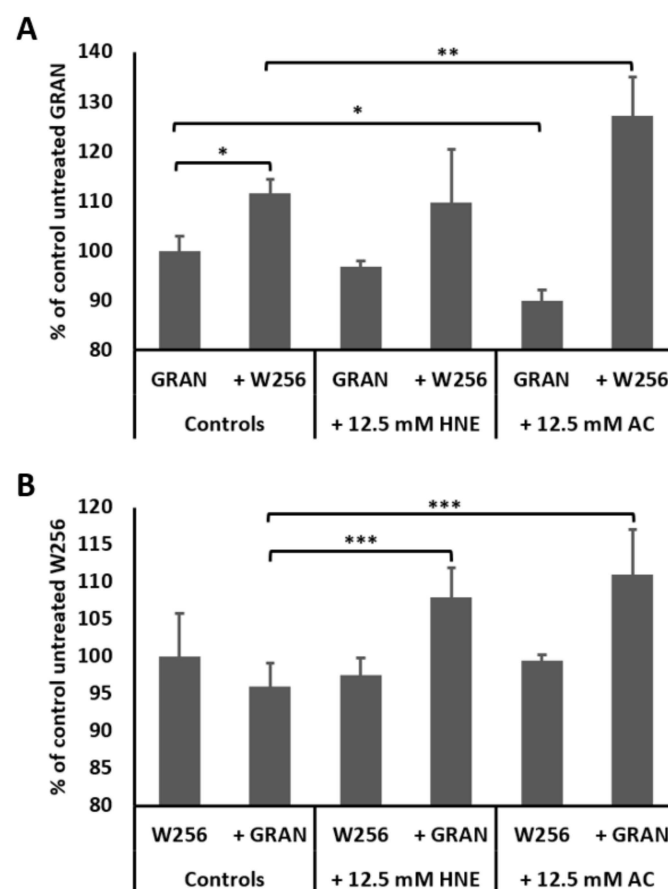 A
% of control untreated GRAN
140
130
120
110
100
90
80
*
*
**
GRAN + W256 GRAN + W256 GRAN + W256
Controls + 12.5 mM HNE + 12.5 mM AC
B
% of control untreated W256
120
115
110
105
100
95
90
85
80
***
***
W256 + GRAN W256 + GRAN W256 + GRAN
Controls + 12.5 mM HNE + 12.5 mM AC